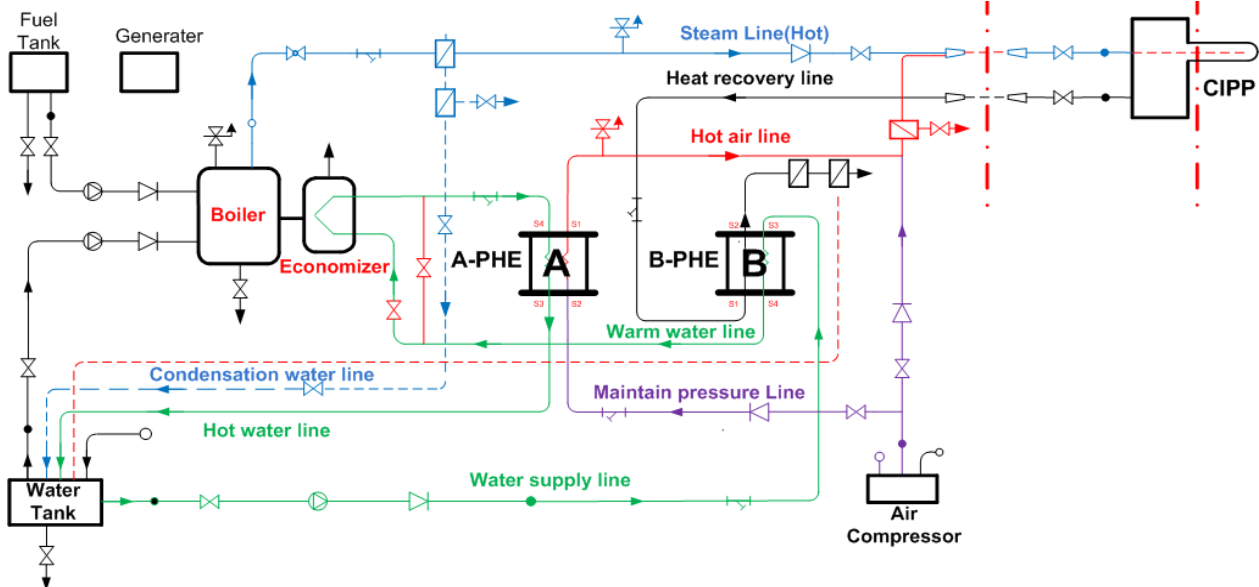 Fuel
Tank
Generater
Steam Line(Hot)
Heat recovery line
CIPP
Hot air line
Boiler
Economizer
S4
S1
A-PHE
A
S3
S2
S2
S3
B-PHE
B
S1
S4
Warm water line
Condensation water line
Maintain pressure Line
Hot water line
Water supply line
Water
Tank
Air
Compressor